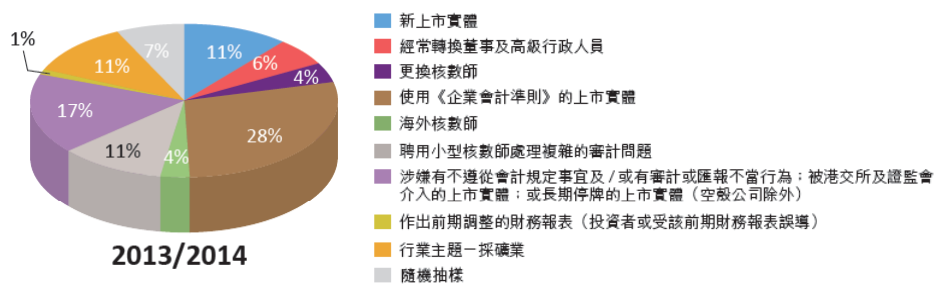 1%
7%
11%
11%
6%
4%
17%
28%
11%
4%
2013/2014
新上市實體
經常轉換董事及高級行政人員
更換核數師
使用《企業會計準則》的上市實體
海外核數師
聘用小型核數師處理複雜的審計問題
涉嫌有不遵從會計規定事宜及 / 或有審計或匯報不當行為；被港交所及證監會
介入的上市實體；或長期停牌的上市實體（空殼公司除外）
作出前期調整的財務報表（投資者或受該前期財務報表誤導）
行業主題－採礦業
隨機抽樣